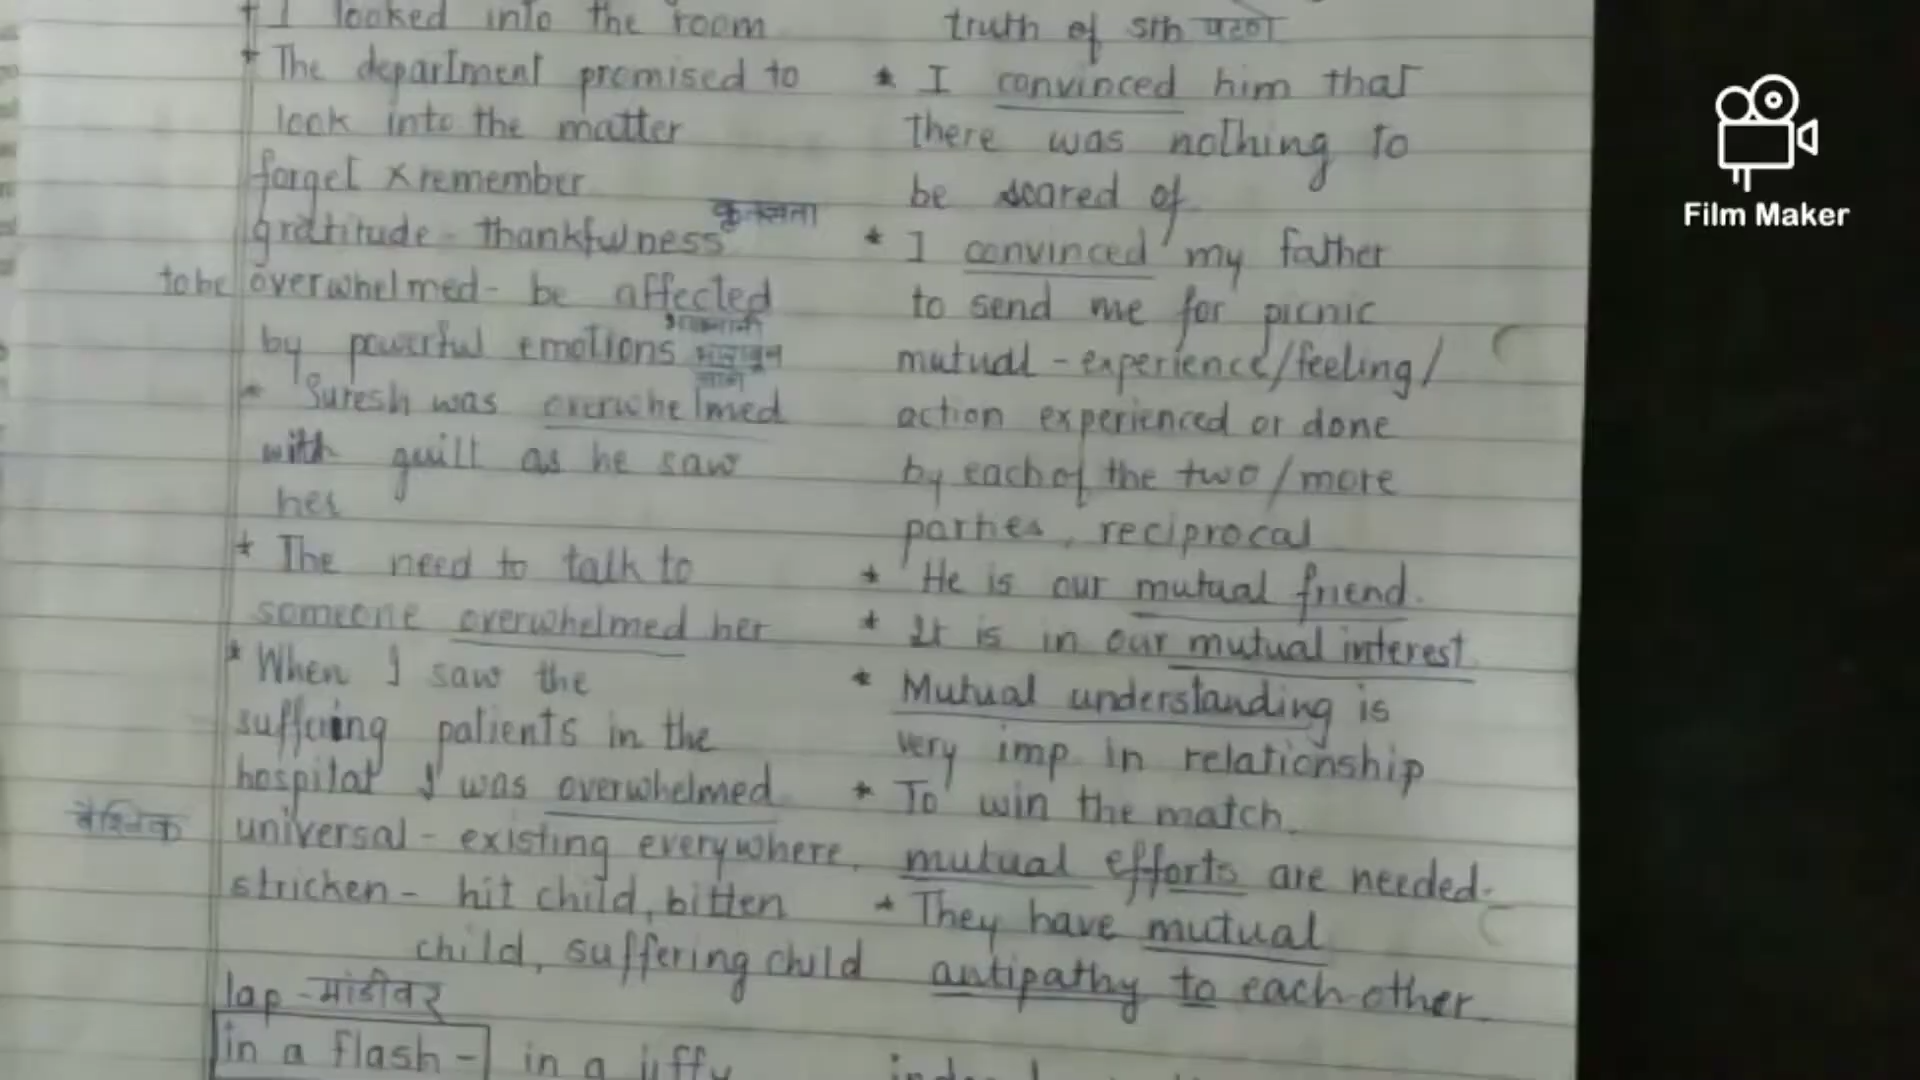 I looked into the room
* The department promised to
look into the matter
forget x remember
कृतज्ञता
gratitude - thankfulness
to be overwhelmed - be affected
by powerful emotions
भारावून
जाणे
* Suresh was overwhelmed
with guilt as he saw
her
* The need to talk to
someone overwhelmed her
* When I saw the
suffering patients in the
hospital I was overwhelmed
वैश्विक universal - existing everywhere
stricken - hit child, bitten
child, suffering child
lap - मांडीवर
in a flash - in a jiffy
truth of sth पटणे
* I convinced him that
there was nothing to
be scared of
* I convinced my father
to send me for picnic
mutual - experience/feeling/
action experienced or done
by each of the two/more
parties, reciprocal
* He is our mutual friend.
* It is in our mutual interest
* Mutual understanding is
very imp in relationship
* To win the match,
mutual efforts are needed.
* They have mutual
antipathy to each other
Film Maker